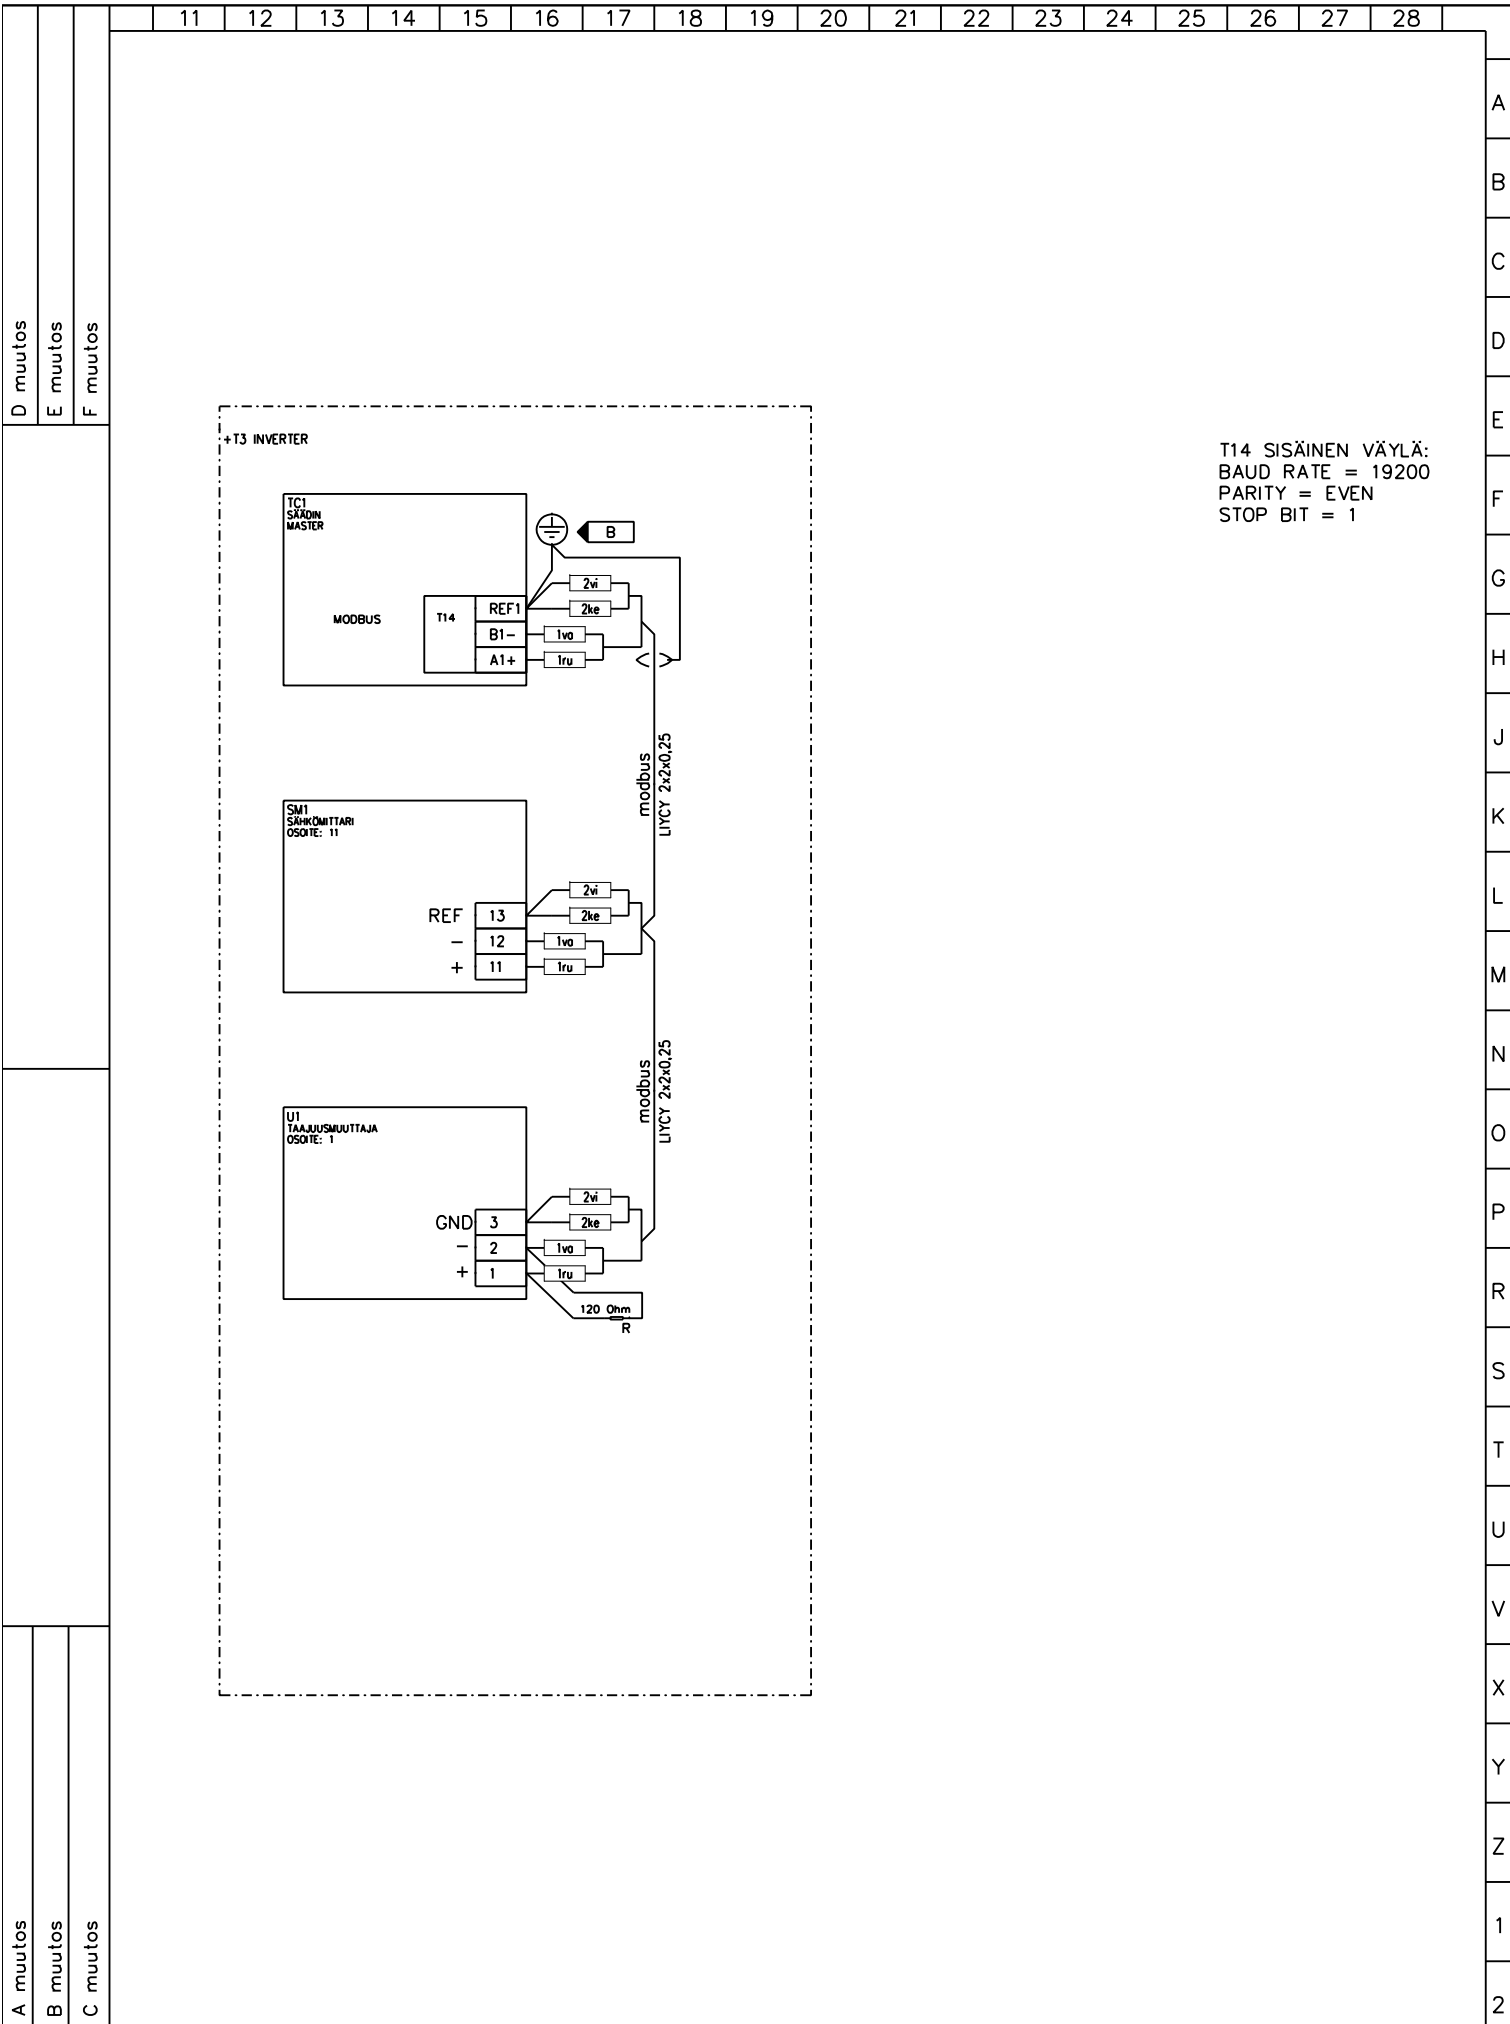 11 12 13 14 15 16 17 18 19 20 21 22 23 24 25 26 27 28
A
B
C
D
E
F
G
H
J
K
L
M
N
O
P
R
S
T
U
V
X
Y
Z
1
2
D muutos
E muutos
F muutos
A muutos
B muutos
C muutos
+T3 INVERTER
T14 SISÄINEN VÄYLÄ:
BAUD RATE = 19200
PARITY = EVEN
STOP BIT = 1
TC1
SÄÄDIN
MASTER
B
MODBUS
T14
REF1
B1-
A1+
2vi
2ke
1va
1ru
modbus
LIYCY 2x2x0,25
SM1
SÄHKÖMITTARI
OSOITE: 11
REF 13
- 12
+ 11
2vi
2ke
1va
1ru
modbus
LIYCY 2x2x0,25
U1
TAAJUUSMUUTTAJA
OSOITE: 1
GND 3
- 2
+ 1
2vi
2ke
1va
1ru
120 Ohm
R